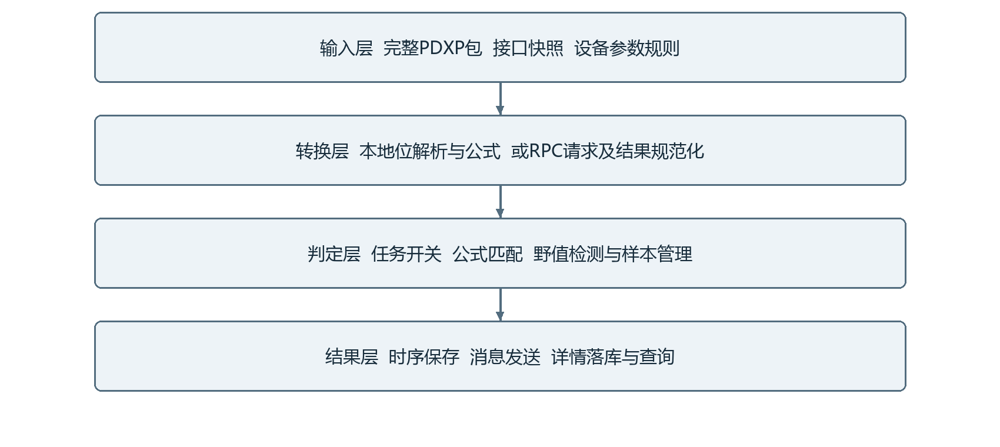 输入层 完整PDXP包 接口快照 设备参数规则
转换层 本地位解析与公式 或RPC请求及结果规范化
判定层 任务开关 公式匹配 野值检测与样本管理
结果层 时序保存 消息发送 详情落库与查询